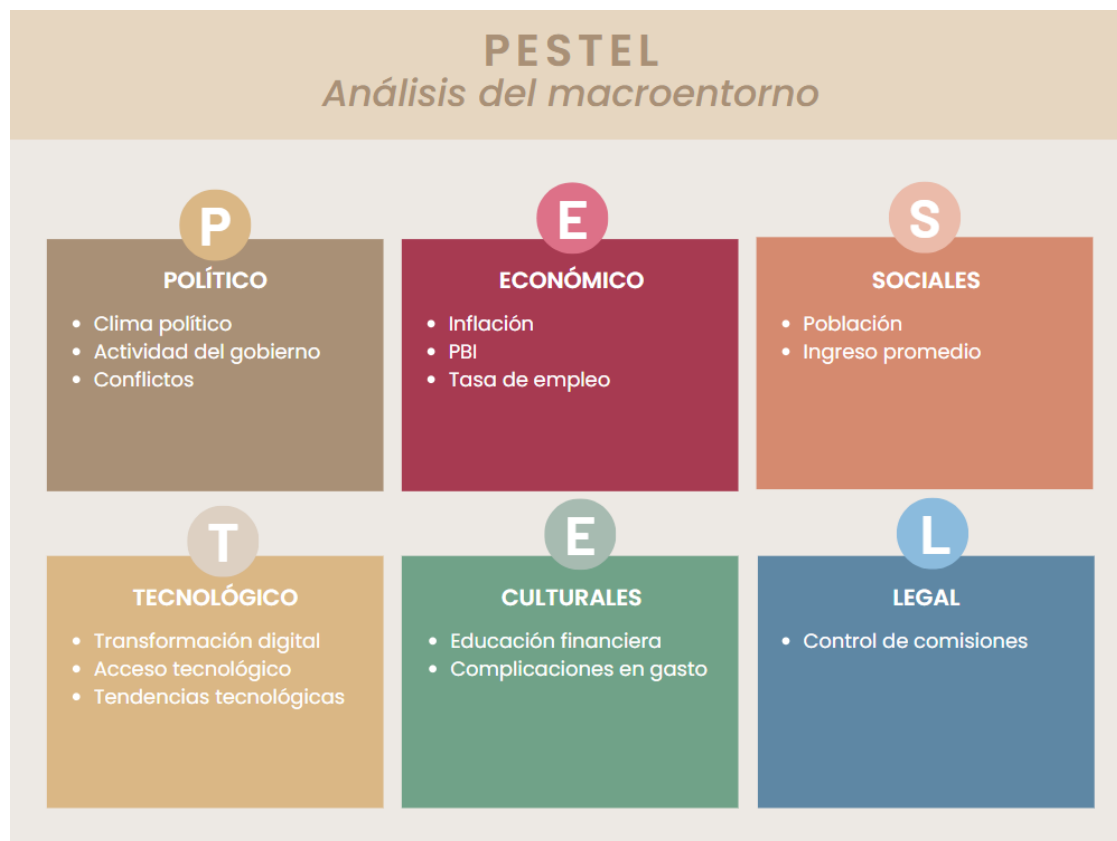 PESTEL
Análisis del macroentorno
P
POLÍTICO
• Clima político
• Actividad del gobierno
• Conflictos
E
ECONÓMICO
• Inflación
• PBI
• Tasa de empleo
S
SOCIALES
• Población
• Ingreso promedio
T
TECNOLÓGICO
• Transformación digital
• Acceso tecnológico
• Tendencias tecnológicas
E
CULTURALES
• Educación financiera
• Complicaciones en gasto
L
LEGAL
• Control de comisiones